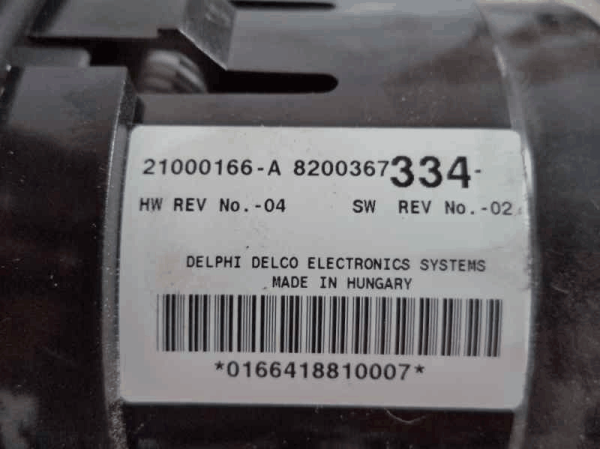 21000166-A 8200367334-
HW REV No.-04 SW REV No.-02
DELPHI DELCO ELECTRONICS SYSTEMS
MADE IN HUNGARY
*0166418810007*